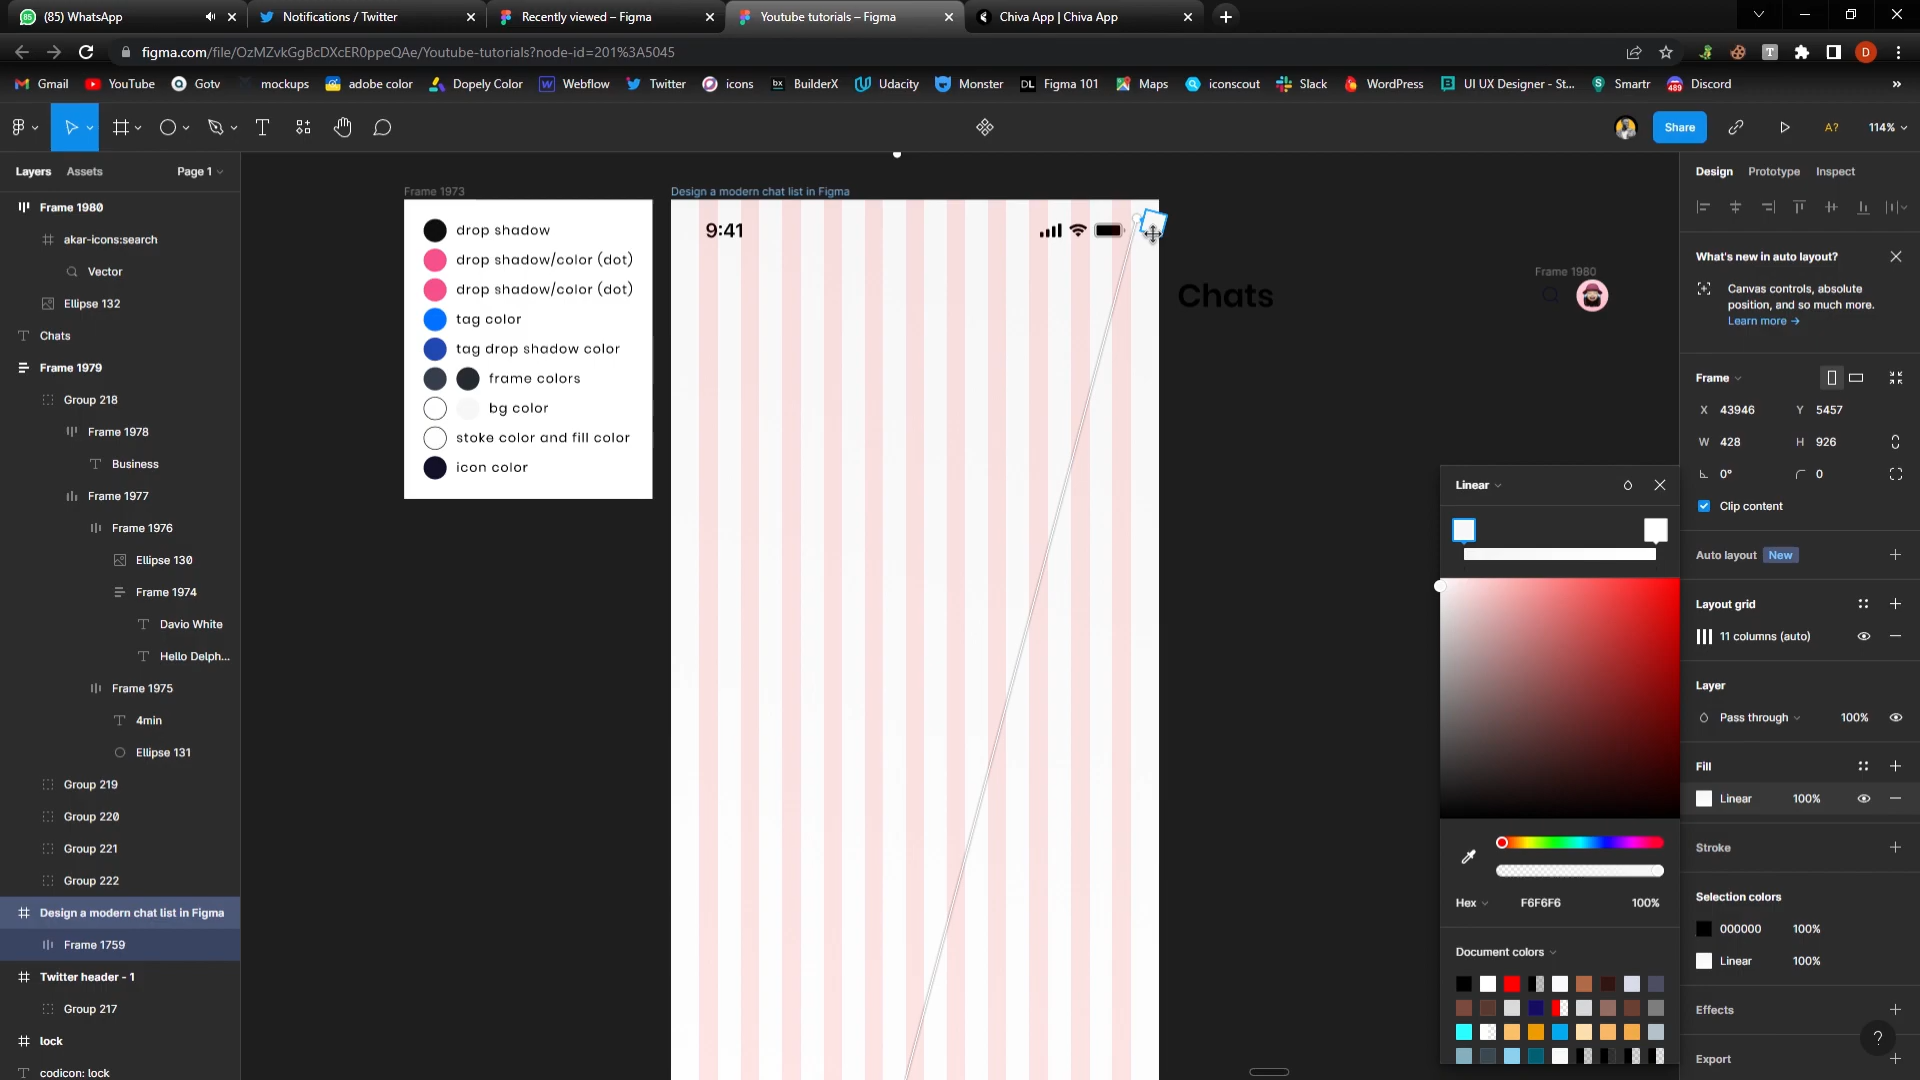 (85) WhatsApp
Notifications / Twitter
Recently viewed – Figma
Youtube tutorials – Figma
Chiva App | Chiva App
figma.com/file/OzMZvkGgBcDXcER0ppeQAe/Youtube-tutorials?node-id=201%3A5045
D
Gmail
YouTube
Gotv
mockups
adobe color
Dopely Color
Webflow
Twitter
icons
BuilderX
Udacity
Monster
Figma 101
Maps
iconscout
Slack
WordPress
UI UX Designer - St...
Smartr
Discord
Share
A?
114%
Layers
Assets
Page 1
Frame 1980
akar-icons:search
Vector
Ellipse 132
Chats
Frame 1979
Group 218
Frame 1978
Business
Frame 1977
Frame 1976
Ellipse 130
Frame 1974
Davio White
Hello Delph...
Frame 1975
4min
Ellipse 131
Group 219
Group 220
Group 221
Group 222
Design a modern chat list in Figma
Frame 1759
Twitter header - 1
Group 217
lock
codicon: lock
Frame 1973
drop shadow
drop shadow/color (dot)
drop shadow/color (dot)
tag color
tag drop shadow color
frame colors
bg color
stoke color and fill color
icon color
Design a modern chat list in Figma
9:41
Chats
Frame 1980
Linear
Hex
F6F6F6
100%
Document colors
Design
Prototype
Inspect
What's new in auto layout?
Canvas controls, absolute
position, and so much more.
Learn more →
Frame
X 43946
Y 5457
W 428
H 926
0°
0
Clip content
Auto layout
New
Layout grid
11 columns (auto)
Layer
Pass through
100%
Fill
Linear
100%
Stroke
Selection colors
000000
100%
Linear
100%
Effects
Export
?